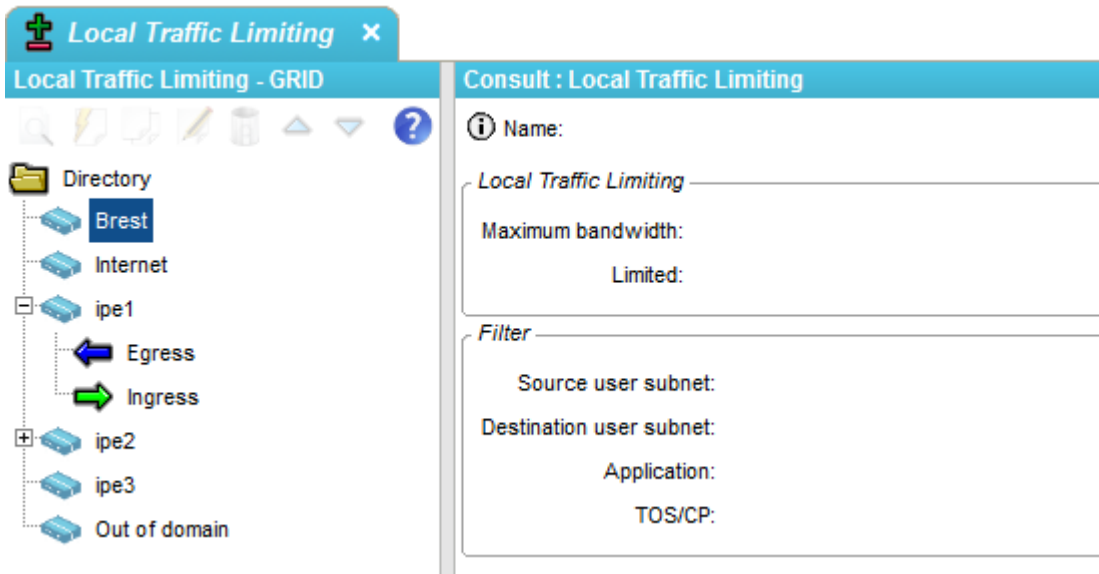 Local Traffic Limiting
Local Traffic Limiting - GRID
Directory
Brest
Internet
ipe1
Egress
Ingress
ipe2
ipe3
Out of domain
Consult : Local Traffic Limiting
Name:
Local Traffic Limiting
Maximum bandwidth:
Limited:
Filter
Source user subnet:
Destination user subnet:
Application:
TOS/CP: